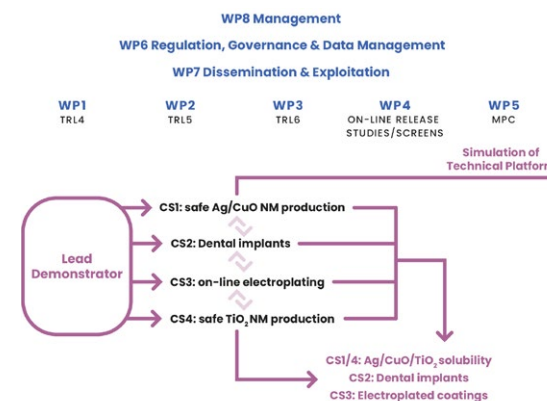 WP8 Management
WP6 Regulation, Governance & Data Management
WP7 Dissemination & Exploitation
WP1
TRL4
WP2
TRL5
WP3
TRL6
WP4
ON-LINE RELEASE
STUDIES/SCREENS
WP5
MPC
Simulation of
Technical Platform
Lead
Demonstrator
CS1: safe Ag/CuO NM production
CS2: Dental implants
CS3: on-line electroplating
CS4: safe TiO₂ NM production
CS1/4: Ag/CuO/TiO₂ solubility
CS2: Dental implants
CS3: Electroplated coatings